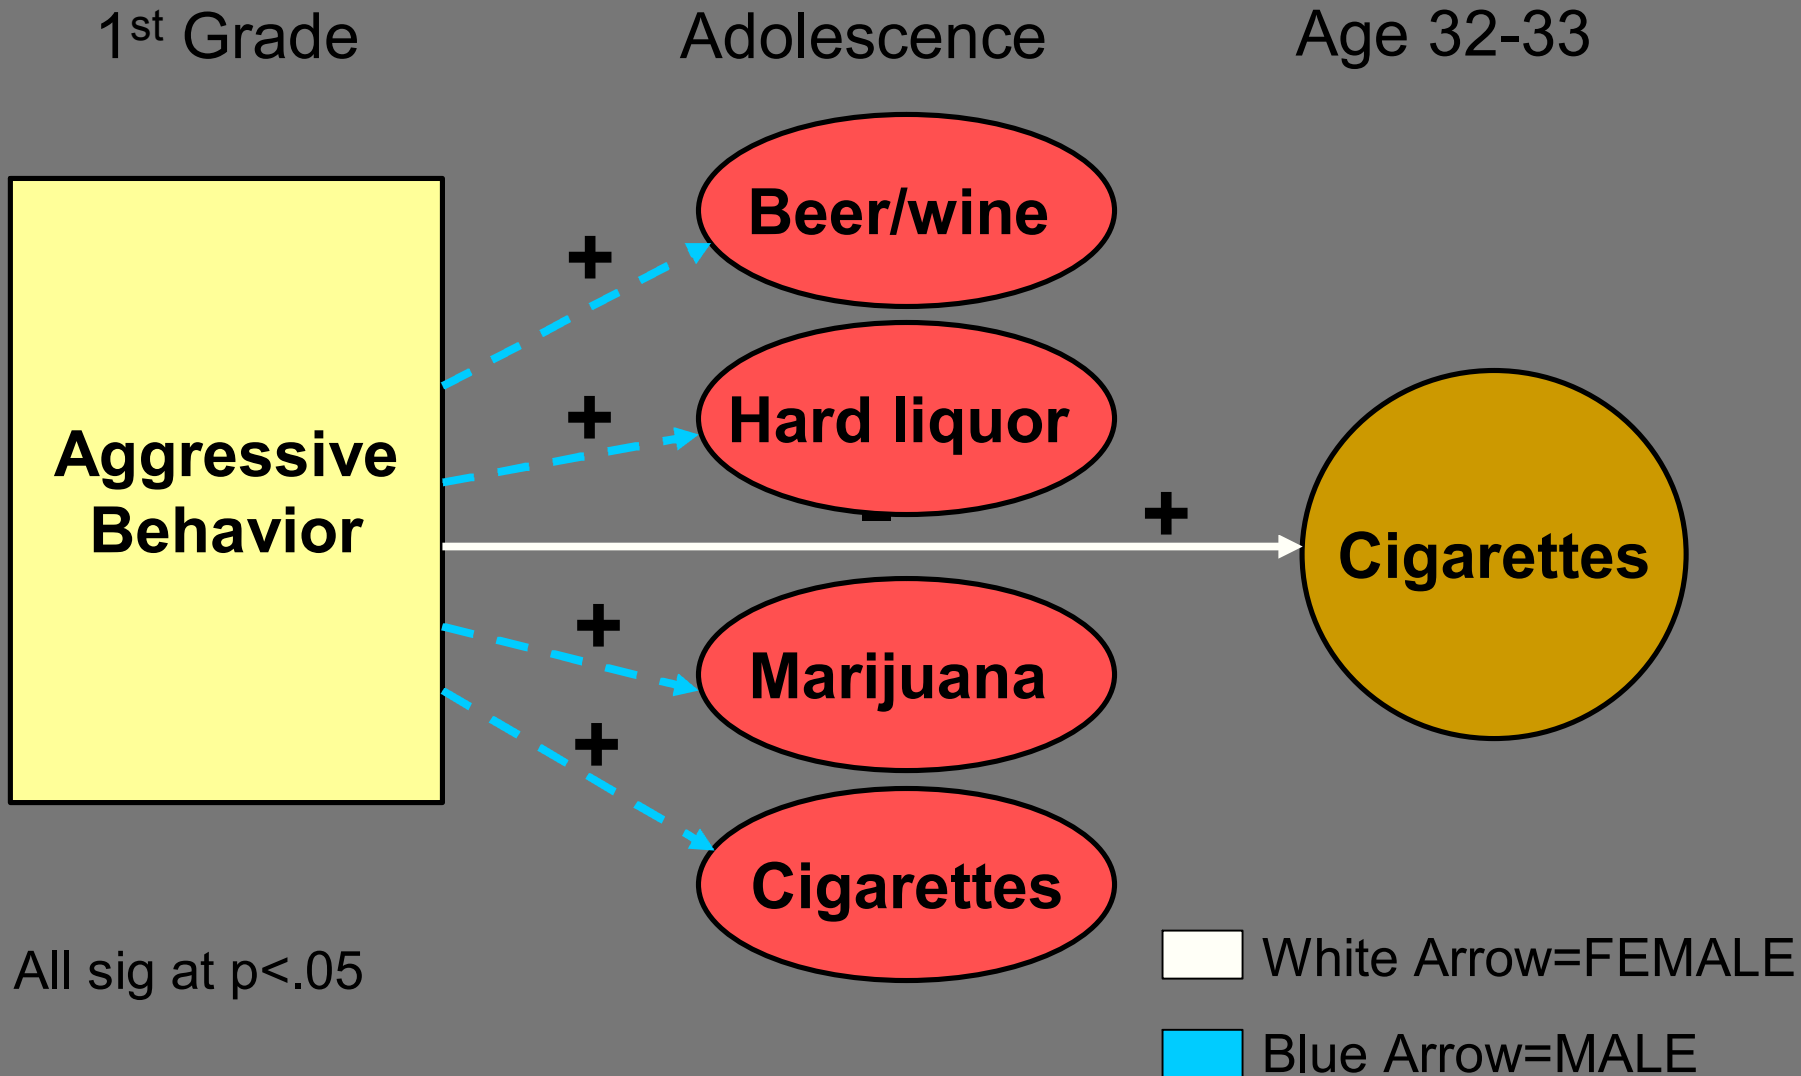 1st Grade
Adolescence
Age 32-33
Beer/wine
+
Hard liquor
+
Aggressive
Behavior
+
Cigarettes
+
Marijuana
+
Cigarettes
All sig at p<.05
White Arrow=FEMALE
Blue Arrow=MALE